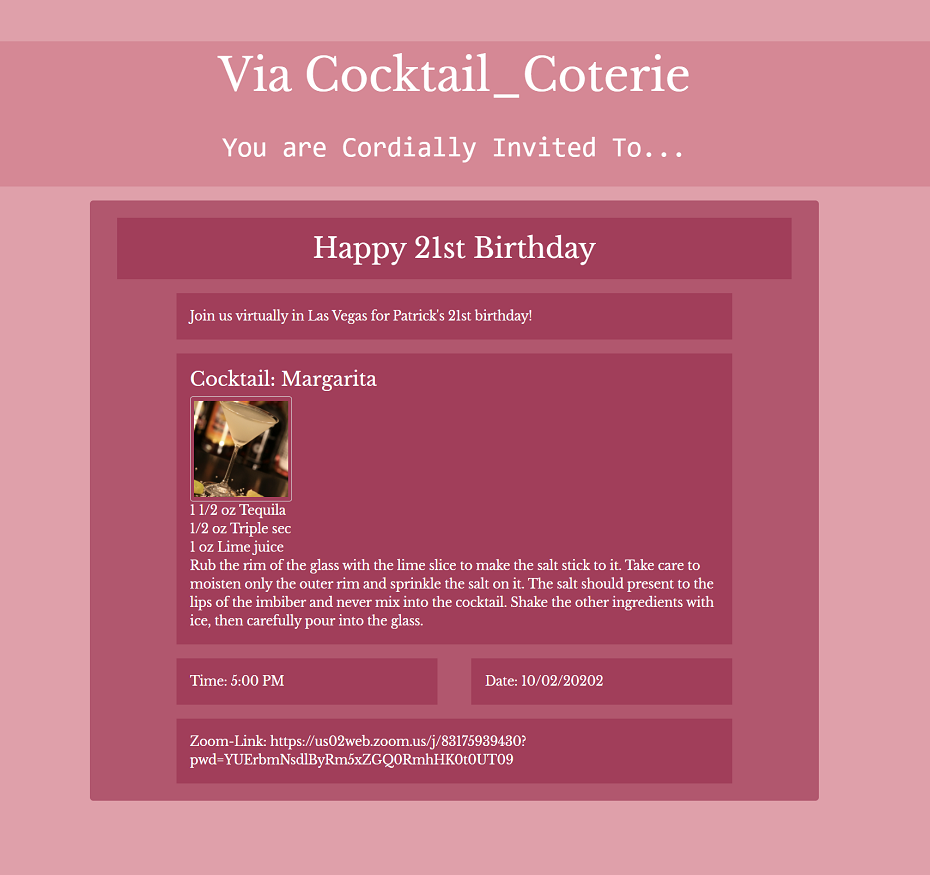 Via Cocktail_Coterie
You are Cordially Invited To...
Happy 21st Birthday
Join us virtually in Las Vegas for Patrick's 21st birthday!
Cocktail: Margarita
1 1/2 oz Tequila
1/2 oz Triple sec
1 oz Lime juice
Rub the rim of the glass with the lime slice to make the salt stick to it. Take care to
moisten only the outer rim and sprinkle the salt on it. The salt should present to the
lips of the imbiber and never mix into the cocktail. Shake the other ingredients with
ice, then carefully pour into the glass.
Time: 5:00 PM
Date: 10/02/20202
Zoom-Link: https://us02web.zoom.us/j/83175939430?
pwd=YUErbmNsdlByRm5xZGQ0RmhHK0t0UT09